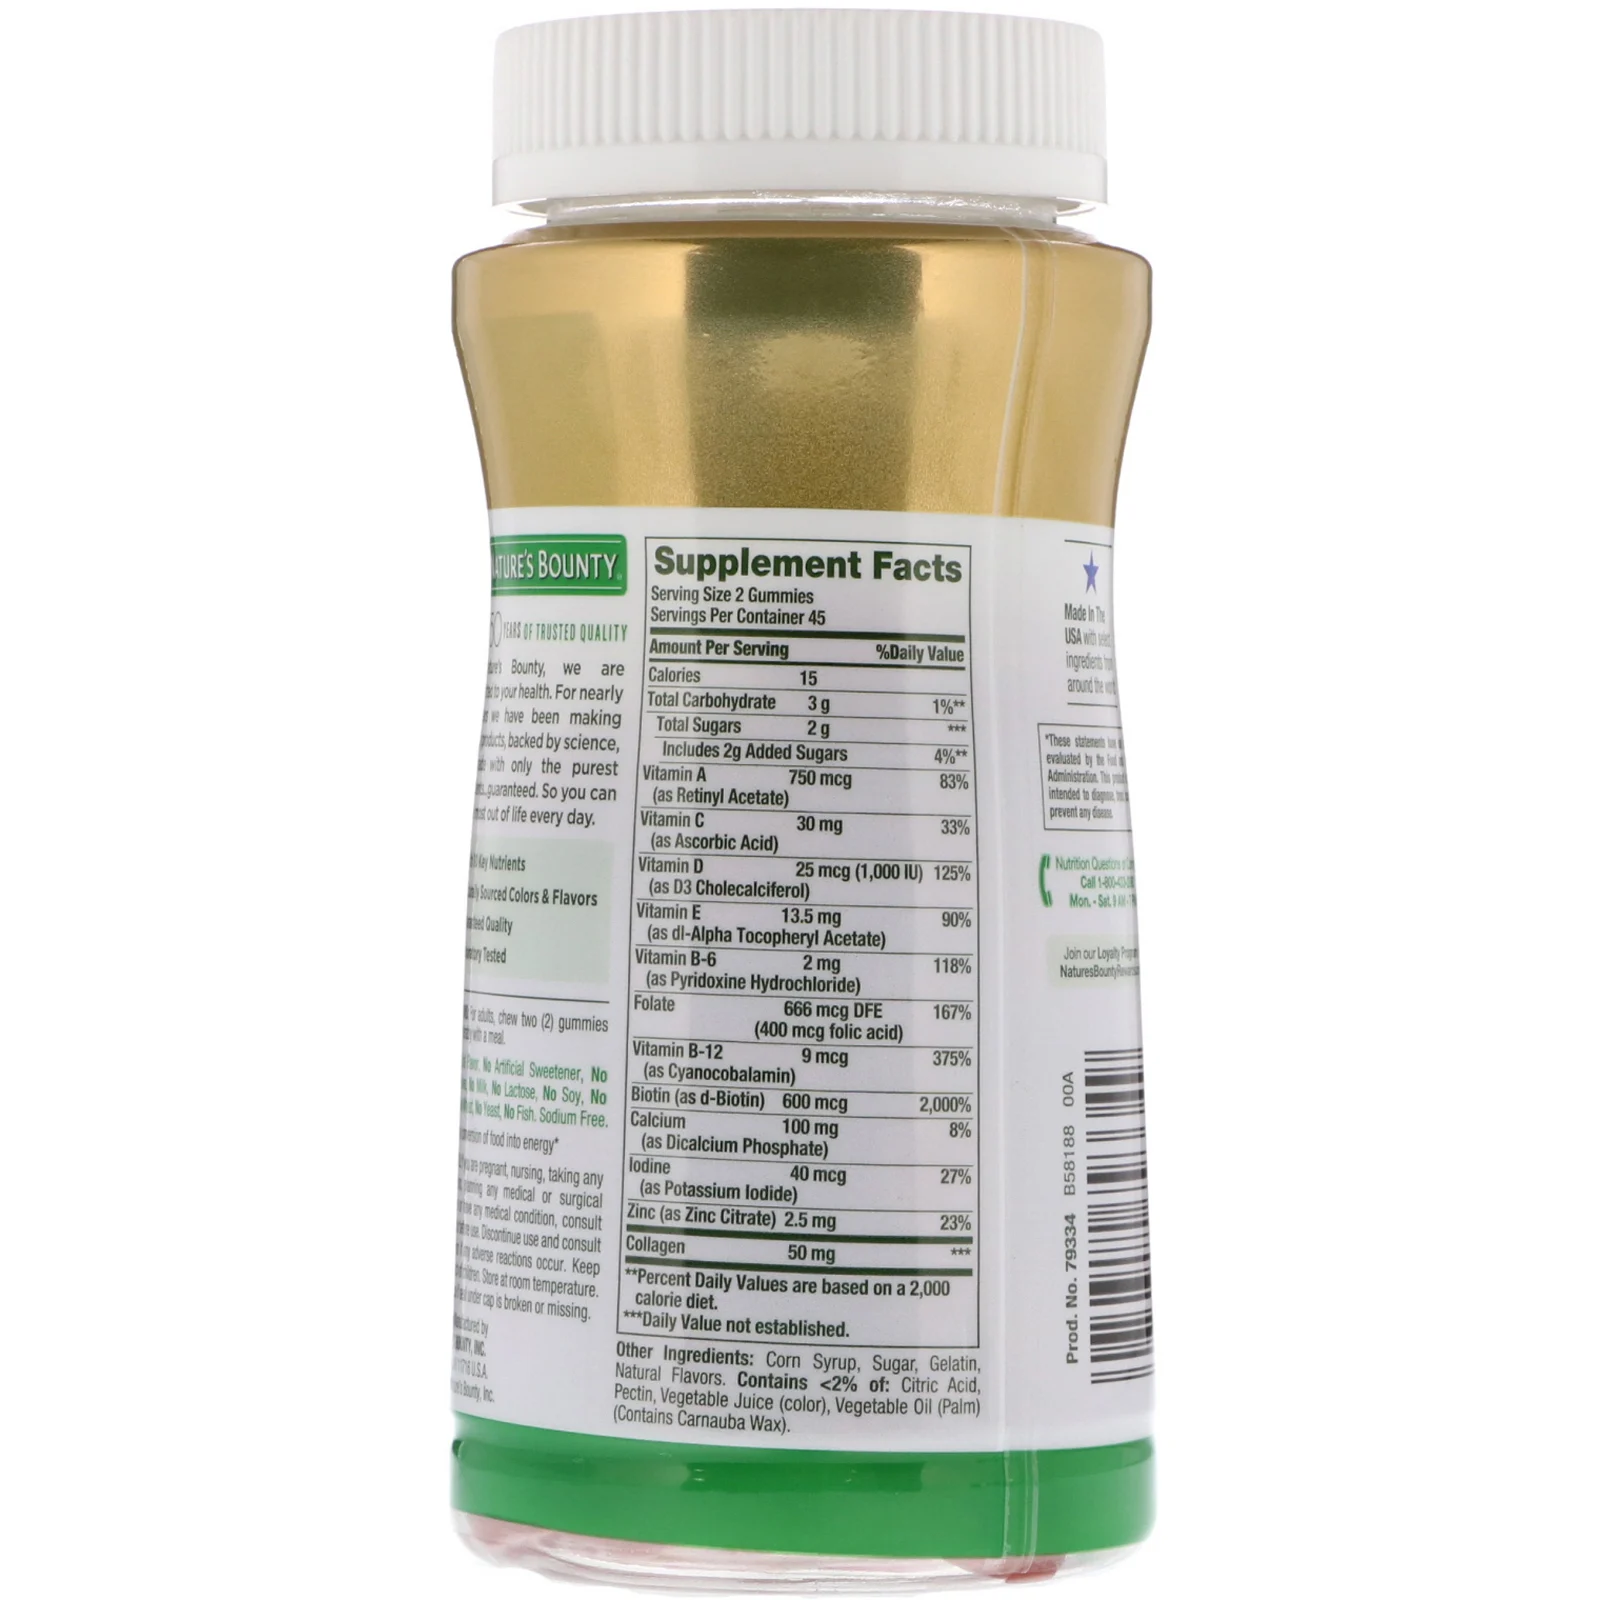 NATURE'S BOUNTY
YEARS OF TRUSTED QUALITY
Bounty, we are
to your health. For nearly
we have been making
backed by science,
with only the purest
guaranteed. So you can
out of life every day.
Key Nutrients
Sourced Colors & Flavors
Quality
Tested
For adults, chew two (2) gummies
with a meal.
No Artificial Sweetener, No
No Milk, No Lactose, No Soy, No
No Yeast, No Fish. Sodium Free.
of food into energy*
you are pregnant, nursing, taking any
any medical or surgical
any medical condition, consult
use. Discontinue use and consult
adverse reactions occur. Keep
Store at room temperature.
under cap is broken or missing.
by
INC.
U.S.A.
Bounty, Inc.
Supplement Facts
Serving Size 2 Gummies
Servings Per Container 45
Amount Per Serving %Daily Value
Calories 15
Total Carbohydrate 3 g 1%**
Total Sugars 2 g ***
Includes 2g Added Sugars 4%**
Vitamin A 750 mcg 83%
(as Retinyl Acetate)
Vitamin C 30 mg 33%
(as Ascorbic Acid)
Vitamin D 25 mcg (1,000 IU) 125%
(as D3 Cholecalciferol)
Vitamin E 13.5 mg 90%
(as dl-Alpha Tocopheryl Acetate)
Vitamin B-6 2 mg 118%
(as Pyridoxine Hydrochloride)
Folate 666 mcg DFE 167%
(400 mcg folic acid)
Vitamin B-12 9 mcg 375%
(as Cyanocobalamin)
Biotin (as d-Biotin) 600 mcg 2,000%
Calcium 100 mg 8%
(as Dicalcium Phosphate)
Iodine 40 mcg 27%
(as Potassium Iodide)
Zinc (as Zinc Citrate) 2.5 mg 23%
Collagen 50 mg ***
**Percent Daily Values are based on a 2,000
calorie diet.
***Daily Value not established.
Other Ingredients: Corn Syrup, Sugar, Gelatin,
Natural Flavors. Contains <2% of: Citric Acid,
Pectin, Vegetable Juice (color), Vegetable Oil (Palm)
(Contains Carnauba Wax).
Made In The
USA with select
ingredients from
around the world
*These statements have
evaluated by the Food
Administration. This
intended to diagnose,
prevent any disease.
Nutrition Questions or
Call 1-800-
Mon. - Sat. 9 AM -
Join our Loyalty
Prod. No. 79334 B58188 00A